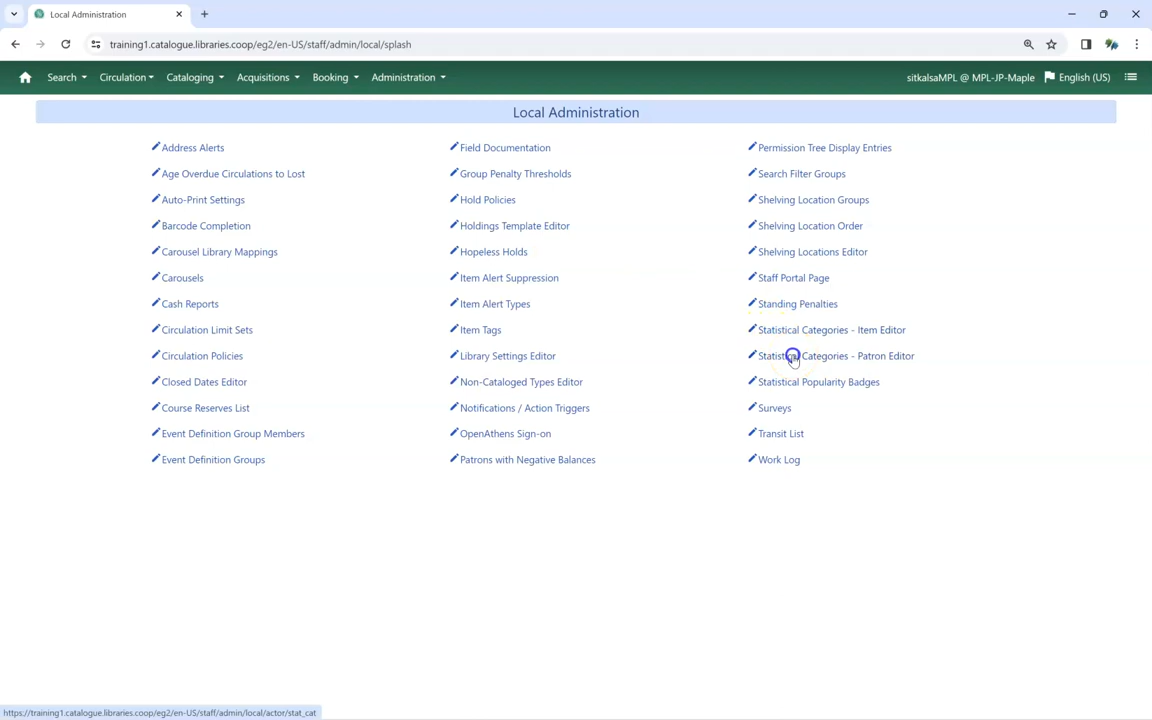 Local Administration
training1.catalogue.libraries.coop/eg2/en-US/staff/admin/local/splash
Search Circulation Cataloging Acquisitions Booking Administration sitkalsaMPL @ MPL-JP-Maple English (US)
Local Administration
Address Alerts
Age Overdue Circulations to Lost
Auto-Print Settings
Barcode Completion
Carousel Library Mappings
Carousels
Cash Reports
Circulation Limit Sets
Circulation Policies
Closed Dates Editor
Course Reserves List
Event Definition Group Members
Event Definition Groups
Field Documentation
Group Penalty Thresholds
Hold Policies
Holdings Template Editor
Hopeless Holds
Item Alert Suppression
Item Alert Types
Item Tags
Library Settings Editor
Non-Cataloged Types Editor
Notifications / Action Triggers
OpenAthens Sign-on
Patrons with Negative Balances
Permission Tree Display Entries
Search Filter Groups
Shelving Location Groups
Shelving Location Order
Shelving Locations Editor
Staff Portal Page
Standing Penalties
Statistical Categories - Item Editor
Statistical Categories - Patron Editor
Statistical Popularity Badges
Surveys
Transit List
Work Log
https://training1.catalogue.libraries.coop/eg2/en-US/staff/admin/local/actor/stat_cat